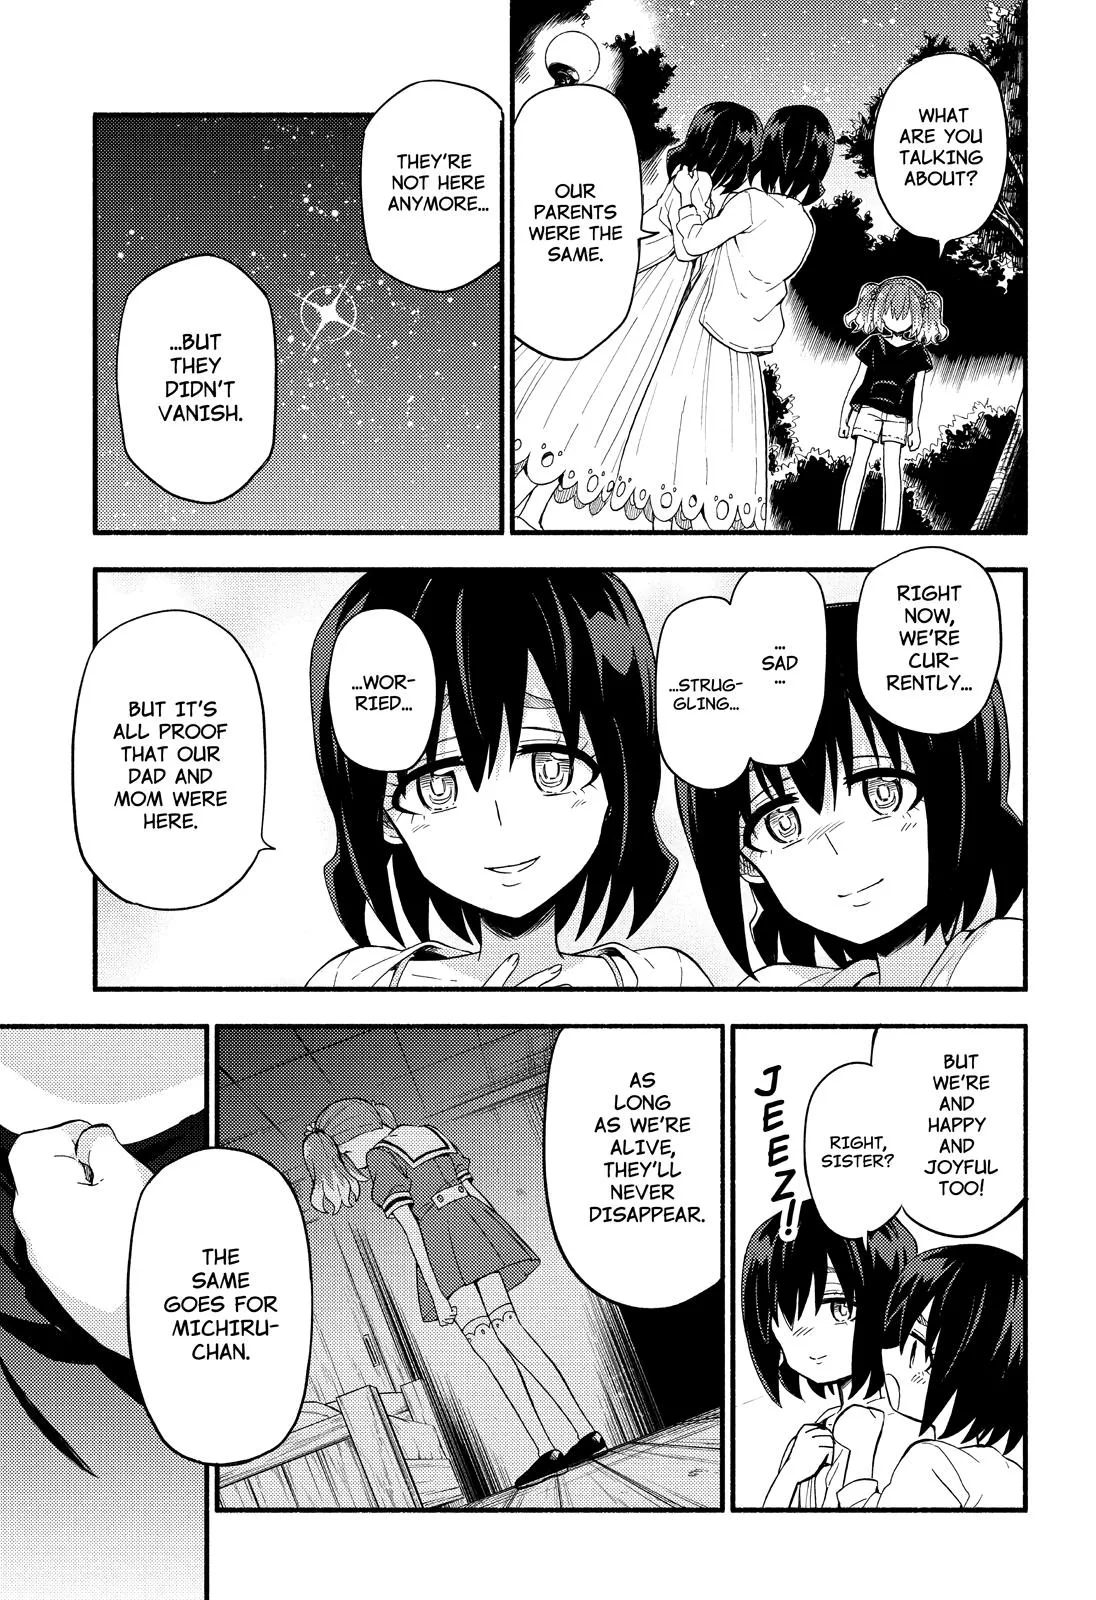 WHAT
ARE YOU
TALKING
ABOUT?
OUR
PARENTS
WERE THE
SAME.
THEY'RE
NOT HERE
ANYMORE...
...BUT
THEY
DIDN'T
VANISH.
RIGHT
NOW,
WE'RE
CUR-
RENTLY...
...
SAD
...
...STRUG-
GLING...
...WOR-
RIED...
BUT IT'S
ALL PROOF
THAT OUR
DAD AND
MOM WERE
HERE.
BUT
WE'RE
AND
HAPPY
AND
JOYFUL
TOO!
RIGHT,
SISTER?
JEEZ!
AS
LONG
AS WE'RE
ALIVE,
THEY'LL
NEVER
DISAPPEAR.
THE
SAME
GOES FOR
MICHIRU-
CHAN.